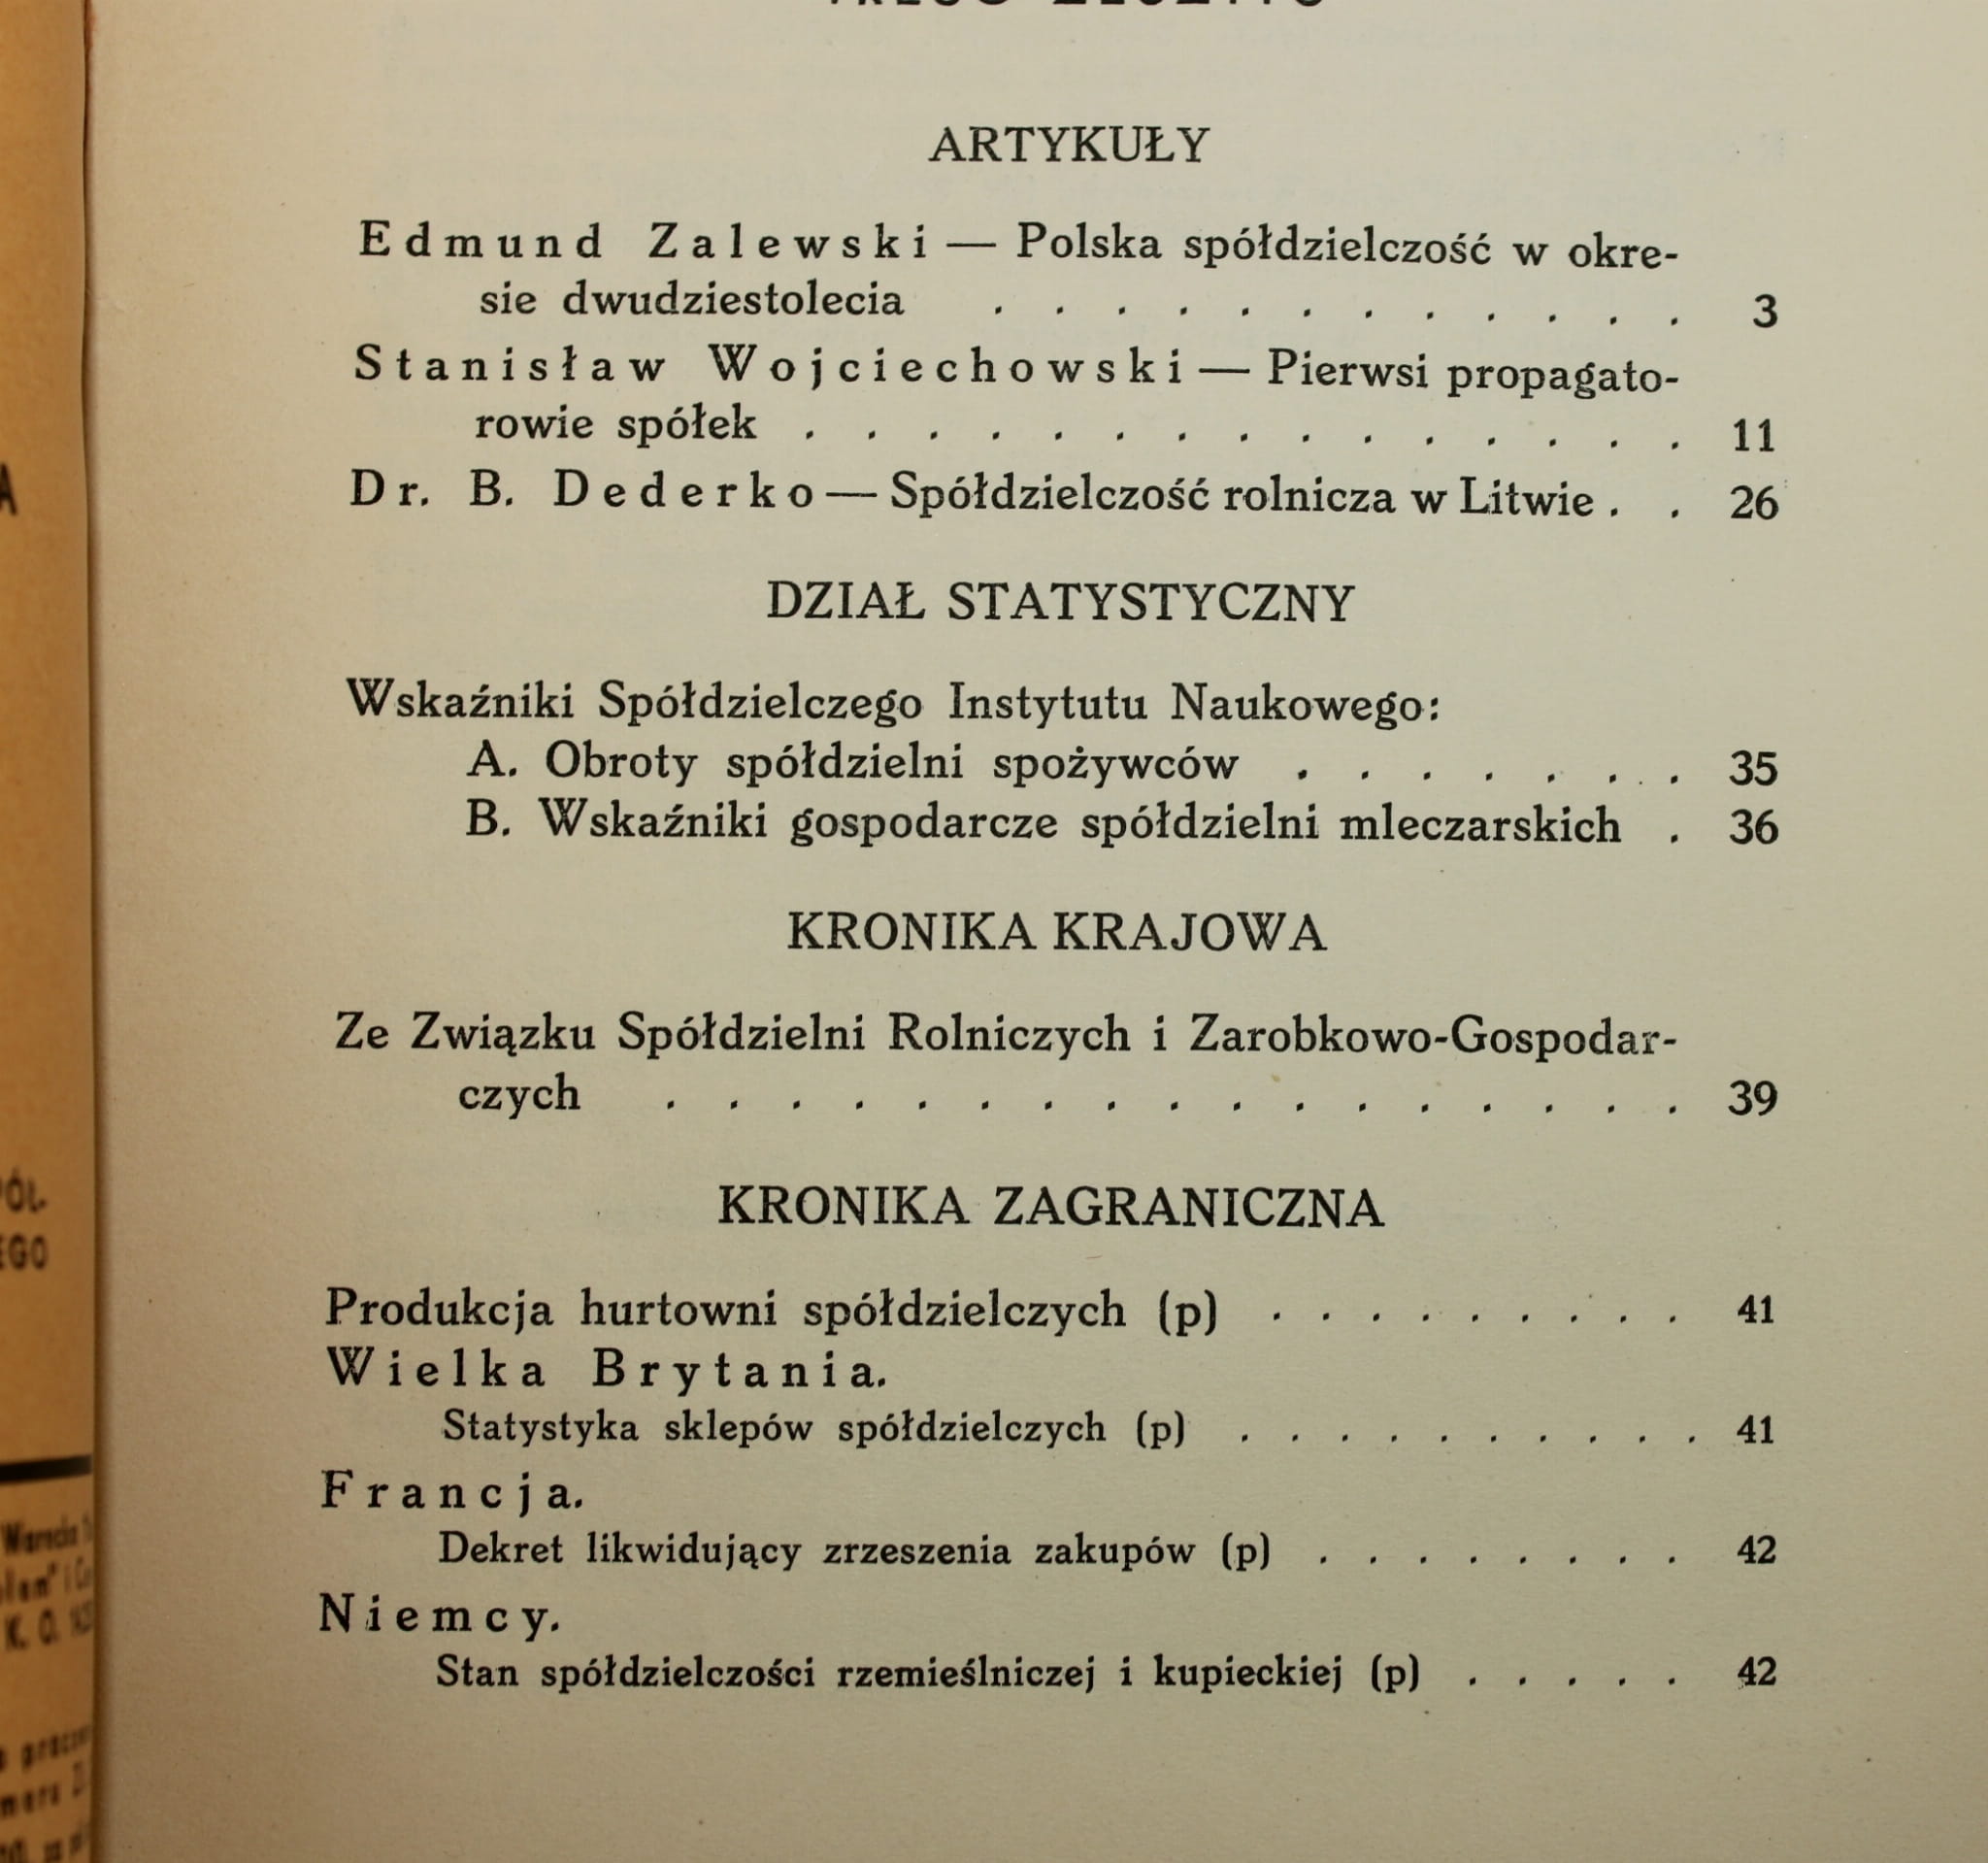 ARTYKUŁY
Edmund Zalewski — Polska spółdzielczość w okre-
sie dwudziestolecia . . . . . . . . . . . . 3
Stanisław Wojciechowski — Pierwsi propagato-
rowie spółek . . . . . . . . . . . . . . . 11
Dr. B. Dederko — Spółdzielczość rolnicza w Litwie . . 26
DZIAŁ STATYSTYCZNY
Wskaźniki Spółdzielczego Instytutu Naukowego:
A. Obroty spółdzielni spożywców . . . . . . . 35
B. Wskaźniki gospodarcze spółdzielni mleczarskich . 36
KRONIKA KRAJOWA
Ze Związku Spółdzielni Rolniczych i Zarobkowo-Gospodar-
czych . . . . . . . . . . . . . . . . . 39
KRONIKA ZAGRANICZNA
Produkcja hurtowni spółdzielczych (p) . . . . . . . . . 41
Wielka Brytania.
Statystyka sklepów spółdzielczych (p) . . . . . . . . . . 41
Francja.
Dekret likwidujący zrzeszenia zakupów (p) . . . . . . . . 42
Niemcy.
Stan spółdzielczości rzemieślniczej i kupieckiej (p) . . . . . 42